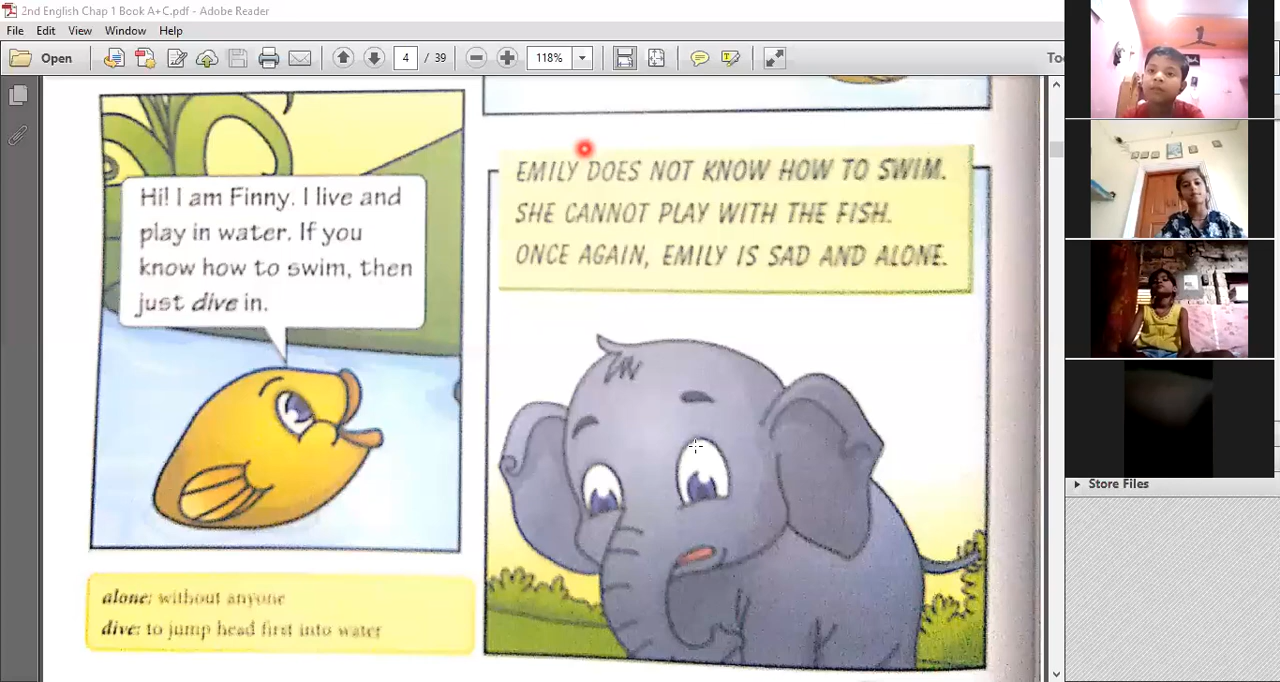 2nd English Chap 1 Book A+C.pdf - Adobe Reader
File Edit View Window Help
Open 4 / 39 118%
Hi! I am Finny. I live and
play in water. If you
know how to swim, then
just dive in.
EMILY DOES NOT KNOW HOW TO SWIM.
SHE CANNOT PLAY WITH THE FISH.
ONCE AGAIN, EMILY IS SAD AND ALONE.
alone: without anyone
dive: to jump head first into water
Store Files